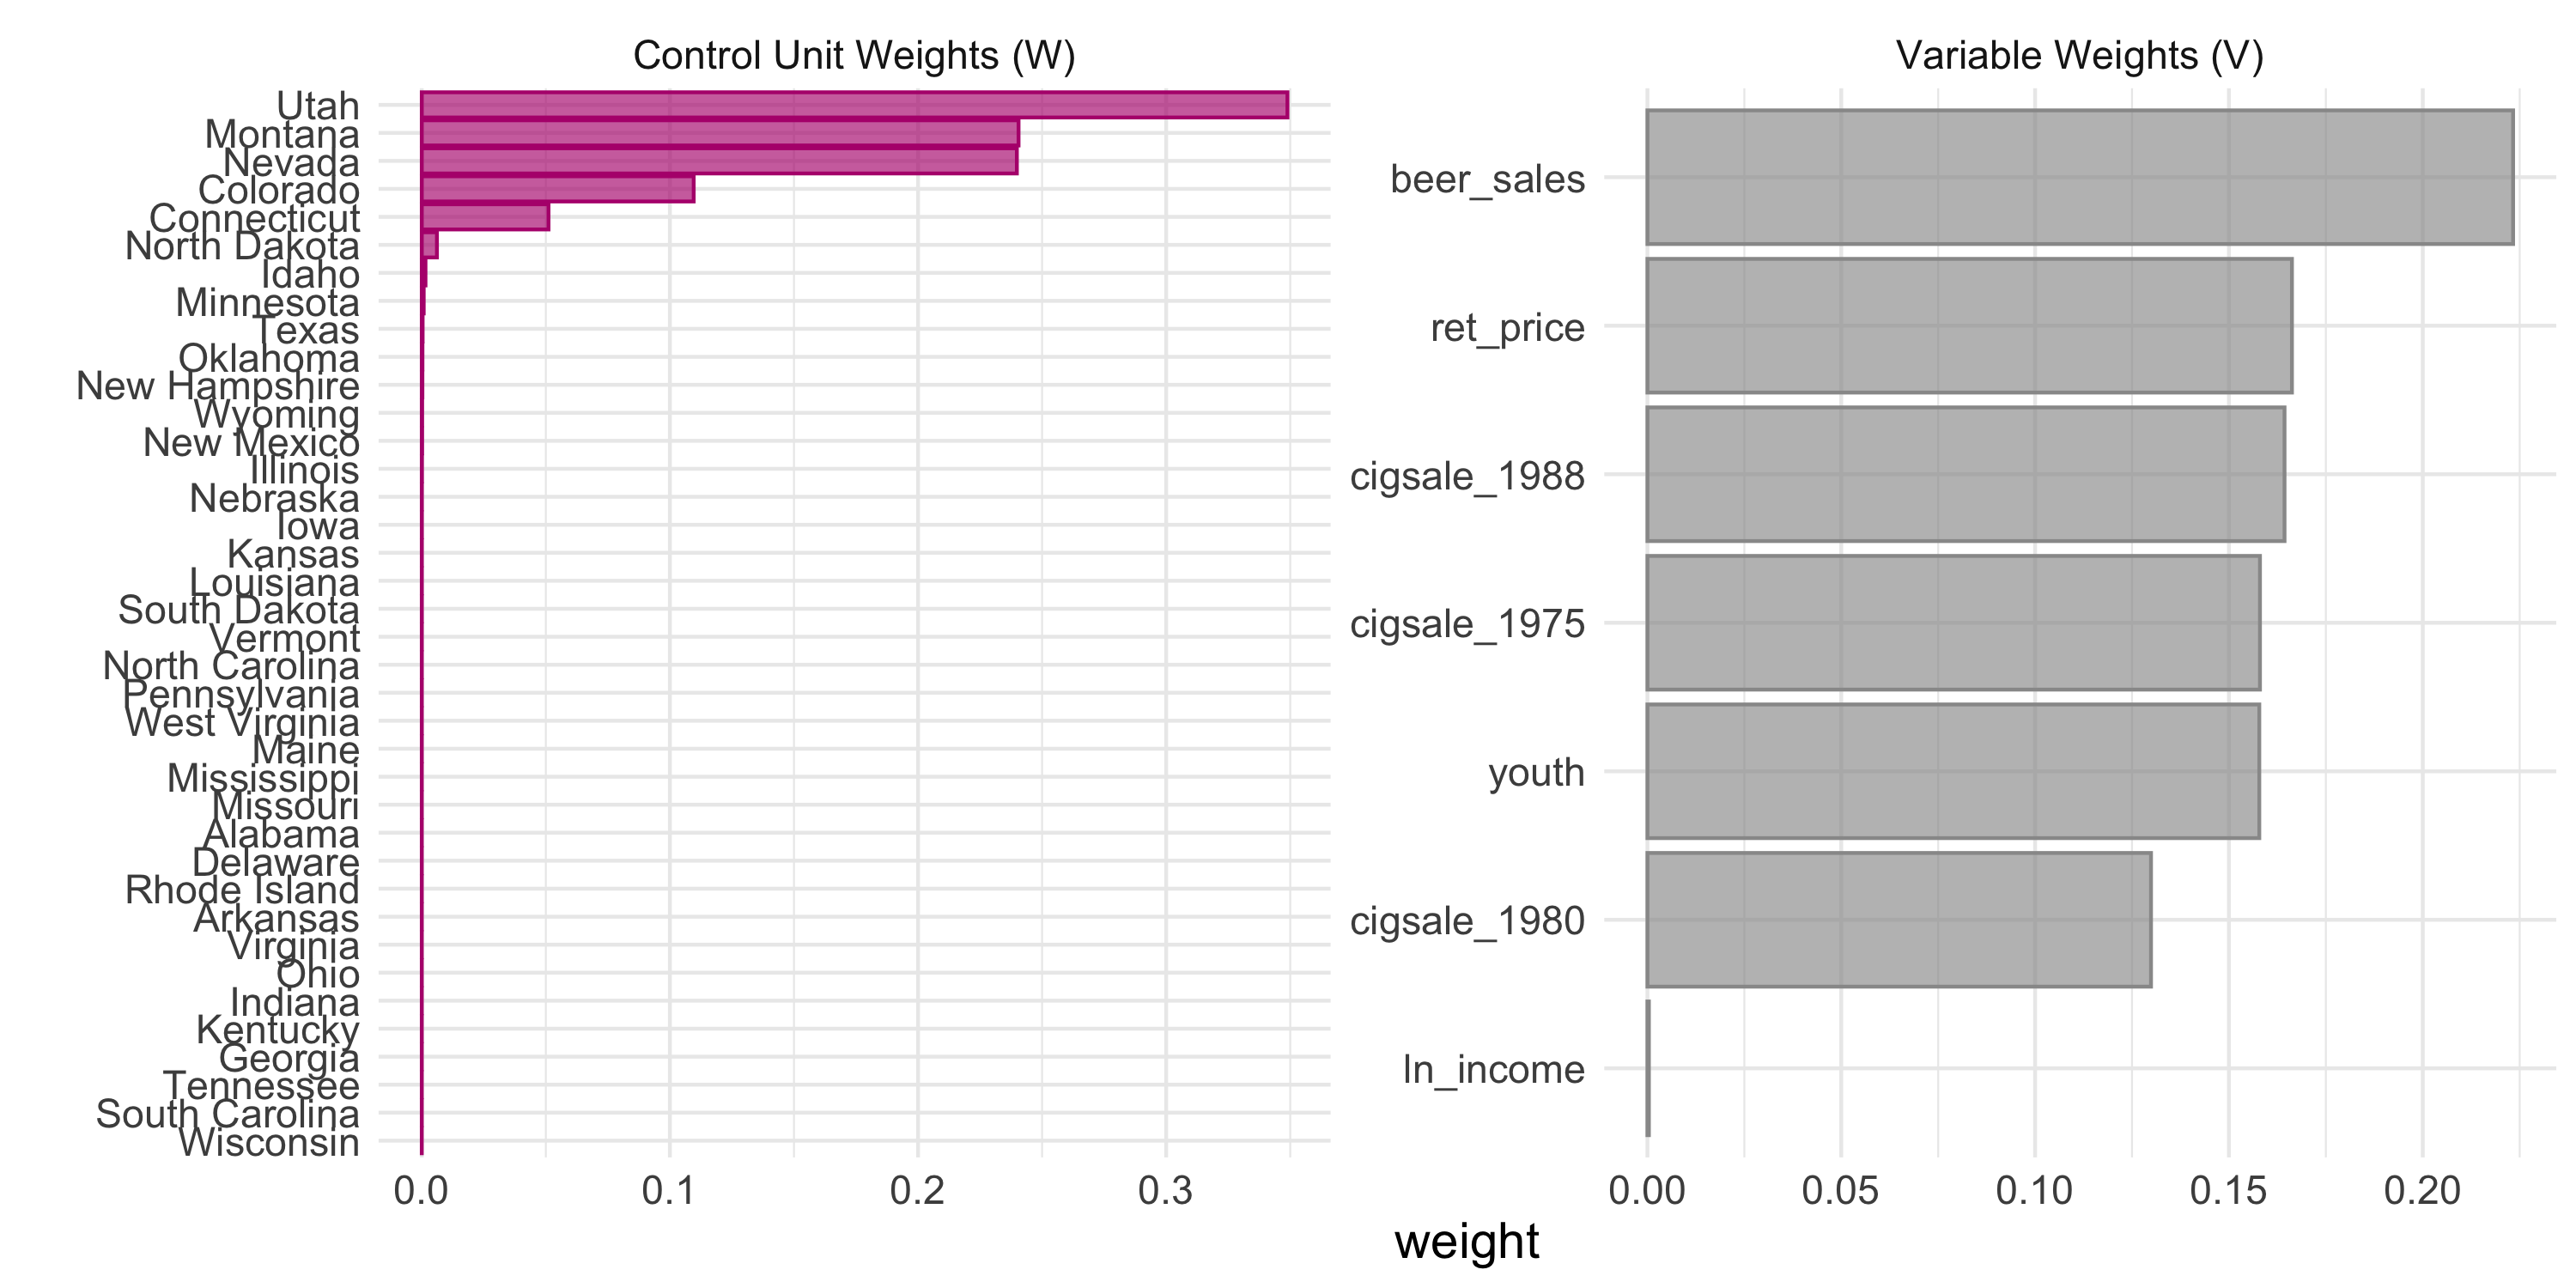 Control Unit Weights (W)
Utah
Montana
Nevada
Colorado
Connecticut
North Dakota
Idaho
Minnesota
Texas
Oklahoma
New Hampshire
Wyoming
New Mexico
Illinois
Nebraska
Iowa
Kansas
Louisiana
South Dakota
Vermont
North Carolina
Pennsylvania
West Virginia
Maine
Mississippi
Missouri
Alabama
Delaware
Rhode Island
Arkansas
Virginia
Ohio
Indiana
Kentucky
Georgia
Tennessee
South Carolina
Wisconsin
0.0 0.1 0.2 0.3
Variable Weights (V)
beer_sales
ret_price
cigsale_1988
cigsale_1975
youth
cigsale_1980
ln_income
0.00 0.05 0.10 0.15 0.20
weight